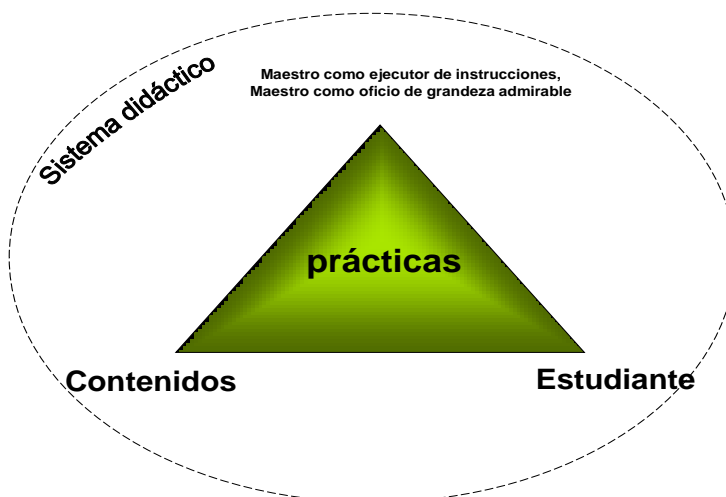 Sistema didáctico
Maestro como ejecutor de instrucciones,
Maestro como oficio de grandeza admirable
prácticas
Contenidos
Estudiante